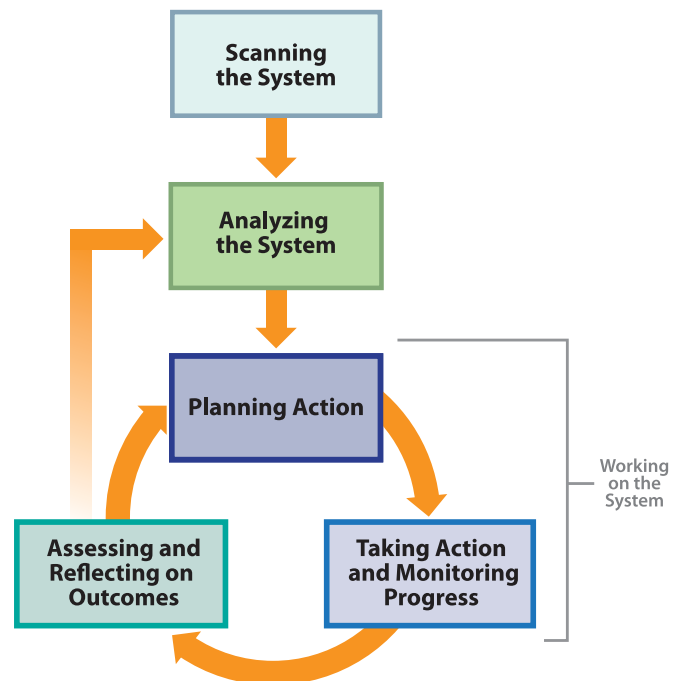 Scanning
the System
Analyzing
the System
Planning Action
Working
on the
System
Assessing and
Reflecting on
Outcomes
Taking Action
and Monitoring
Progress